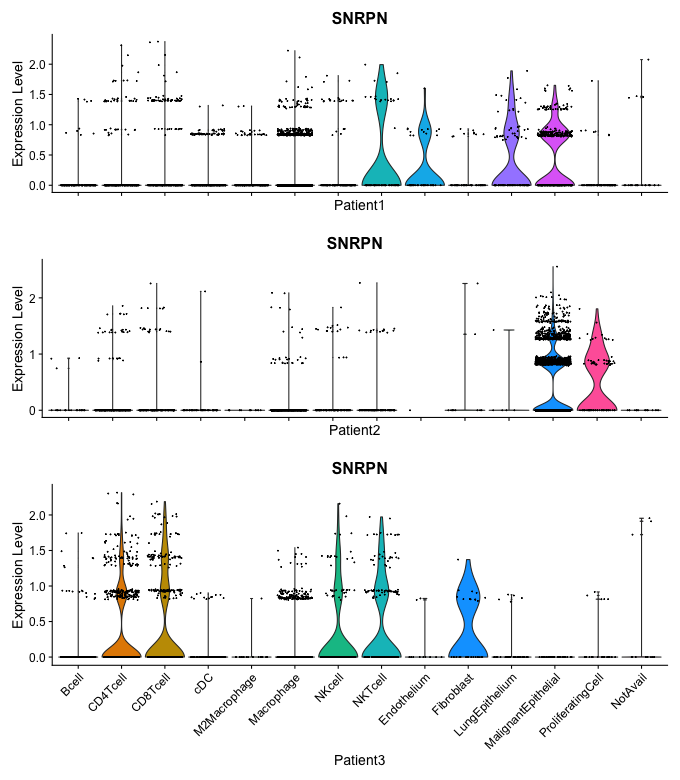 SNRPN
Expression Level
2.0
1.5
1.0
0.5
0.0
Patient1
SNRPN
Expression Level
2
1
0
Patient2
SNRPN
Expression Level
2.0
1.5
1.0
0.5
0.0
Bcell
CD4Tcell
CD8Tcell
cDC
M2Macrophage
Macrophage
NKcell
NKTcell
Endothelium
Fibroblast
LungEpithelium
MalignantEpithelial
ProliferatingCell
NotAvail
Patient3